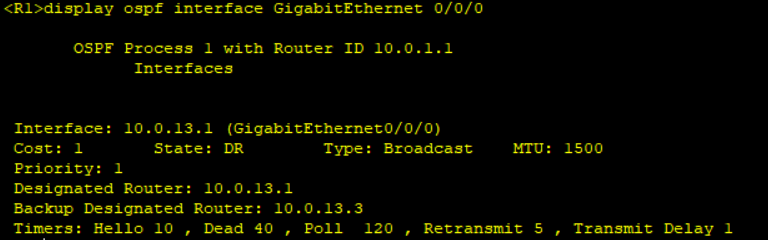 <R1>display ospf interface GigabitEthernet 0/0/0
OSPF Process 1 with Router ID 10.0.1.1
Interfaces
Interface: 10.0.13.1 (GigabitEthernet0/0/0)
Cost: 1 State: DR Type: Broadcast MTU: 1500
Priority: 1
Designated Router: 10.0.13.1
Backup Designated Router: 10.0.13.3
Timers: Hello 10 , Dead 40 , Poll 120 , Retransmit 5 , Transmit Delay 1